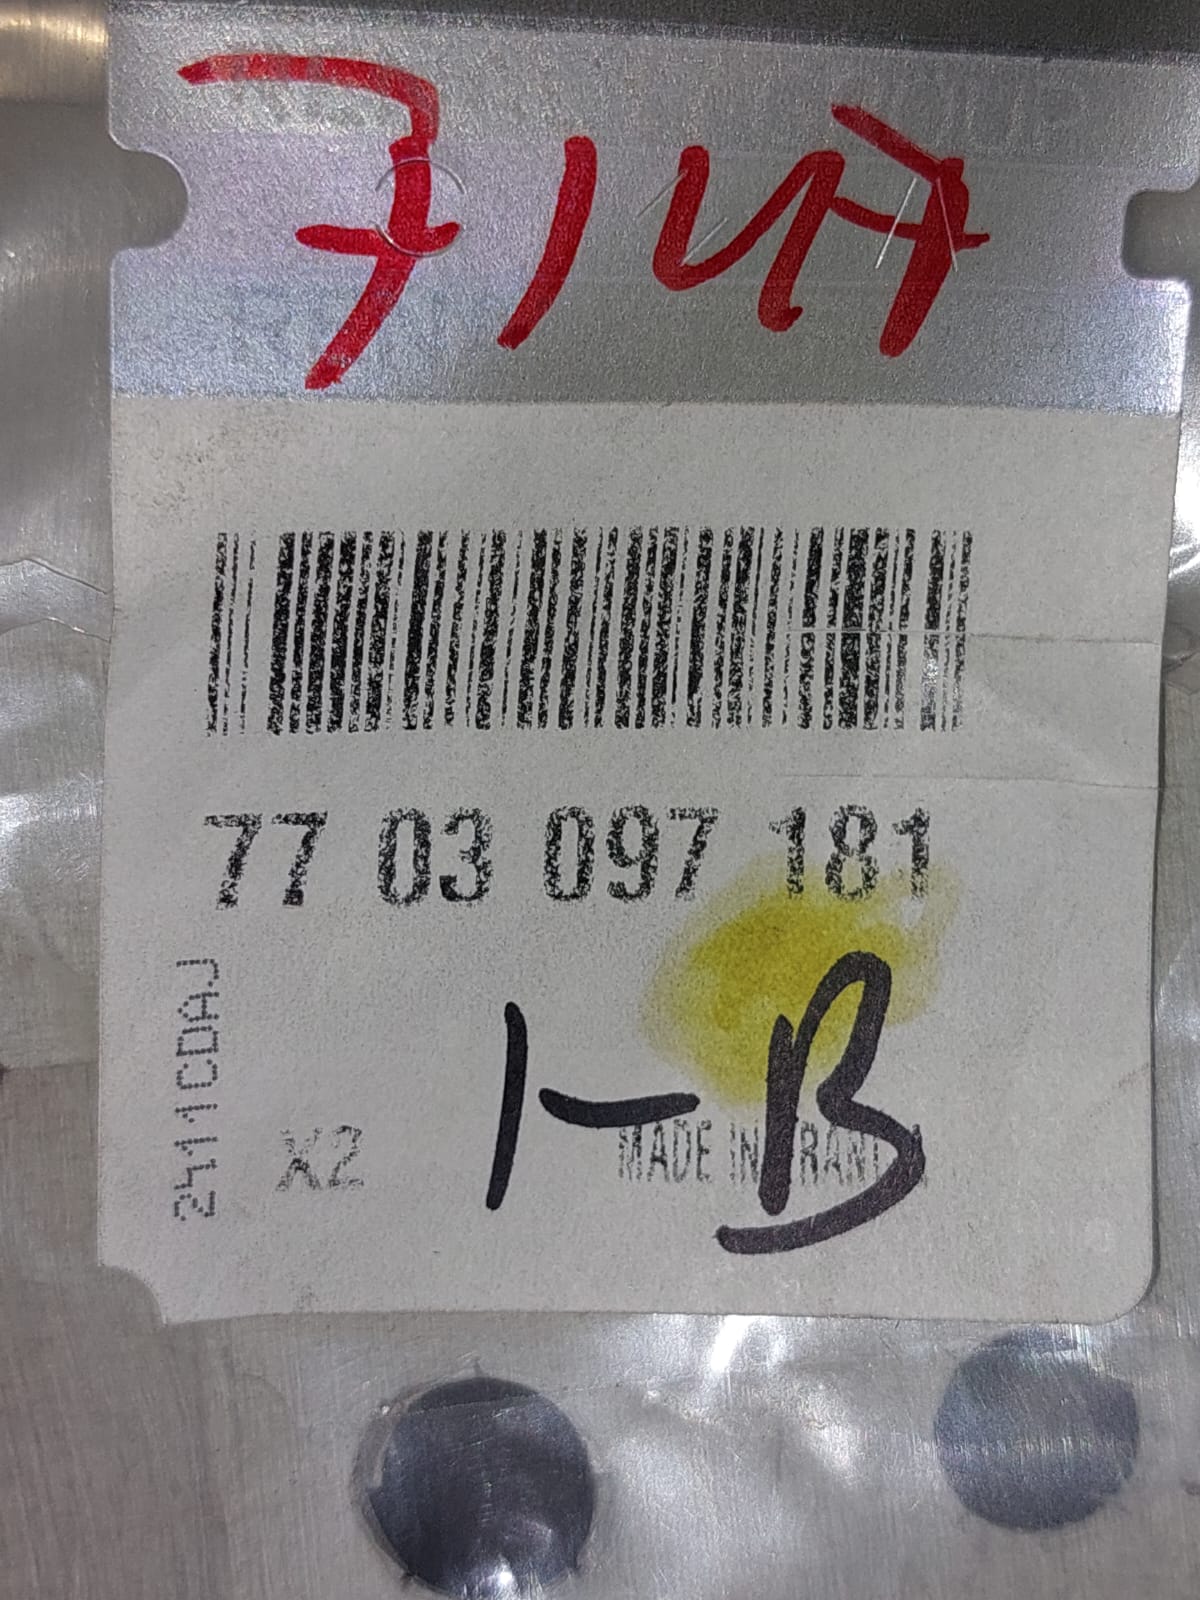 7147
77 03 097 181
2411CDAJ
X2
1-B
MADE IN FRANCE